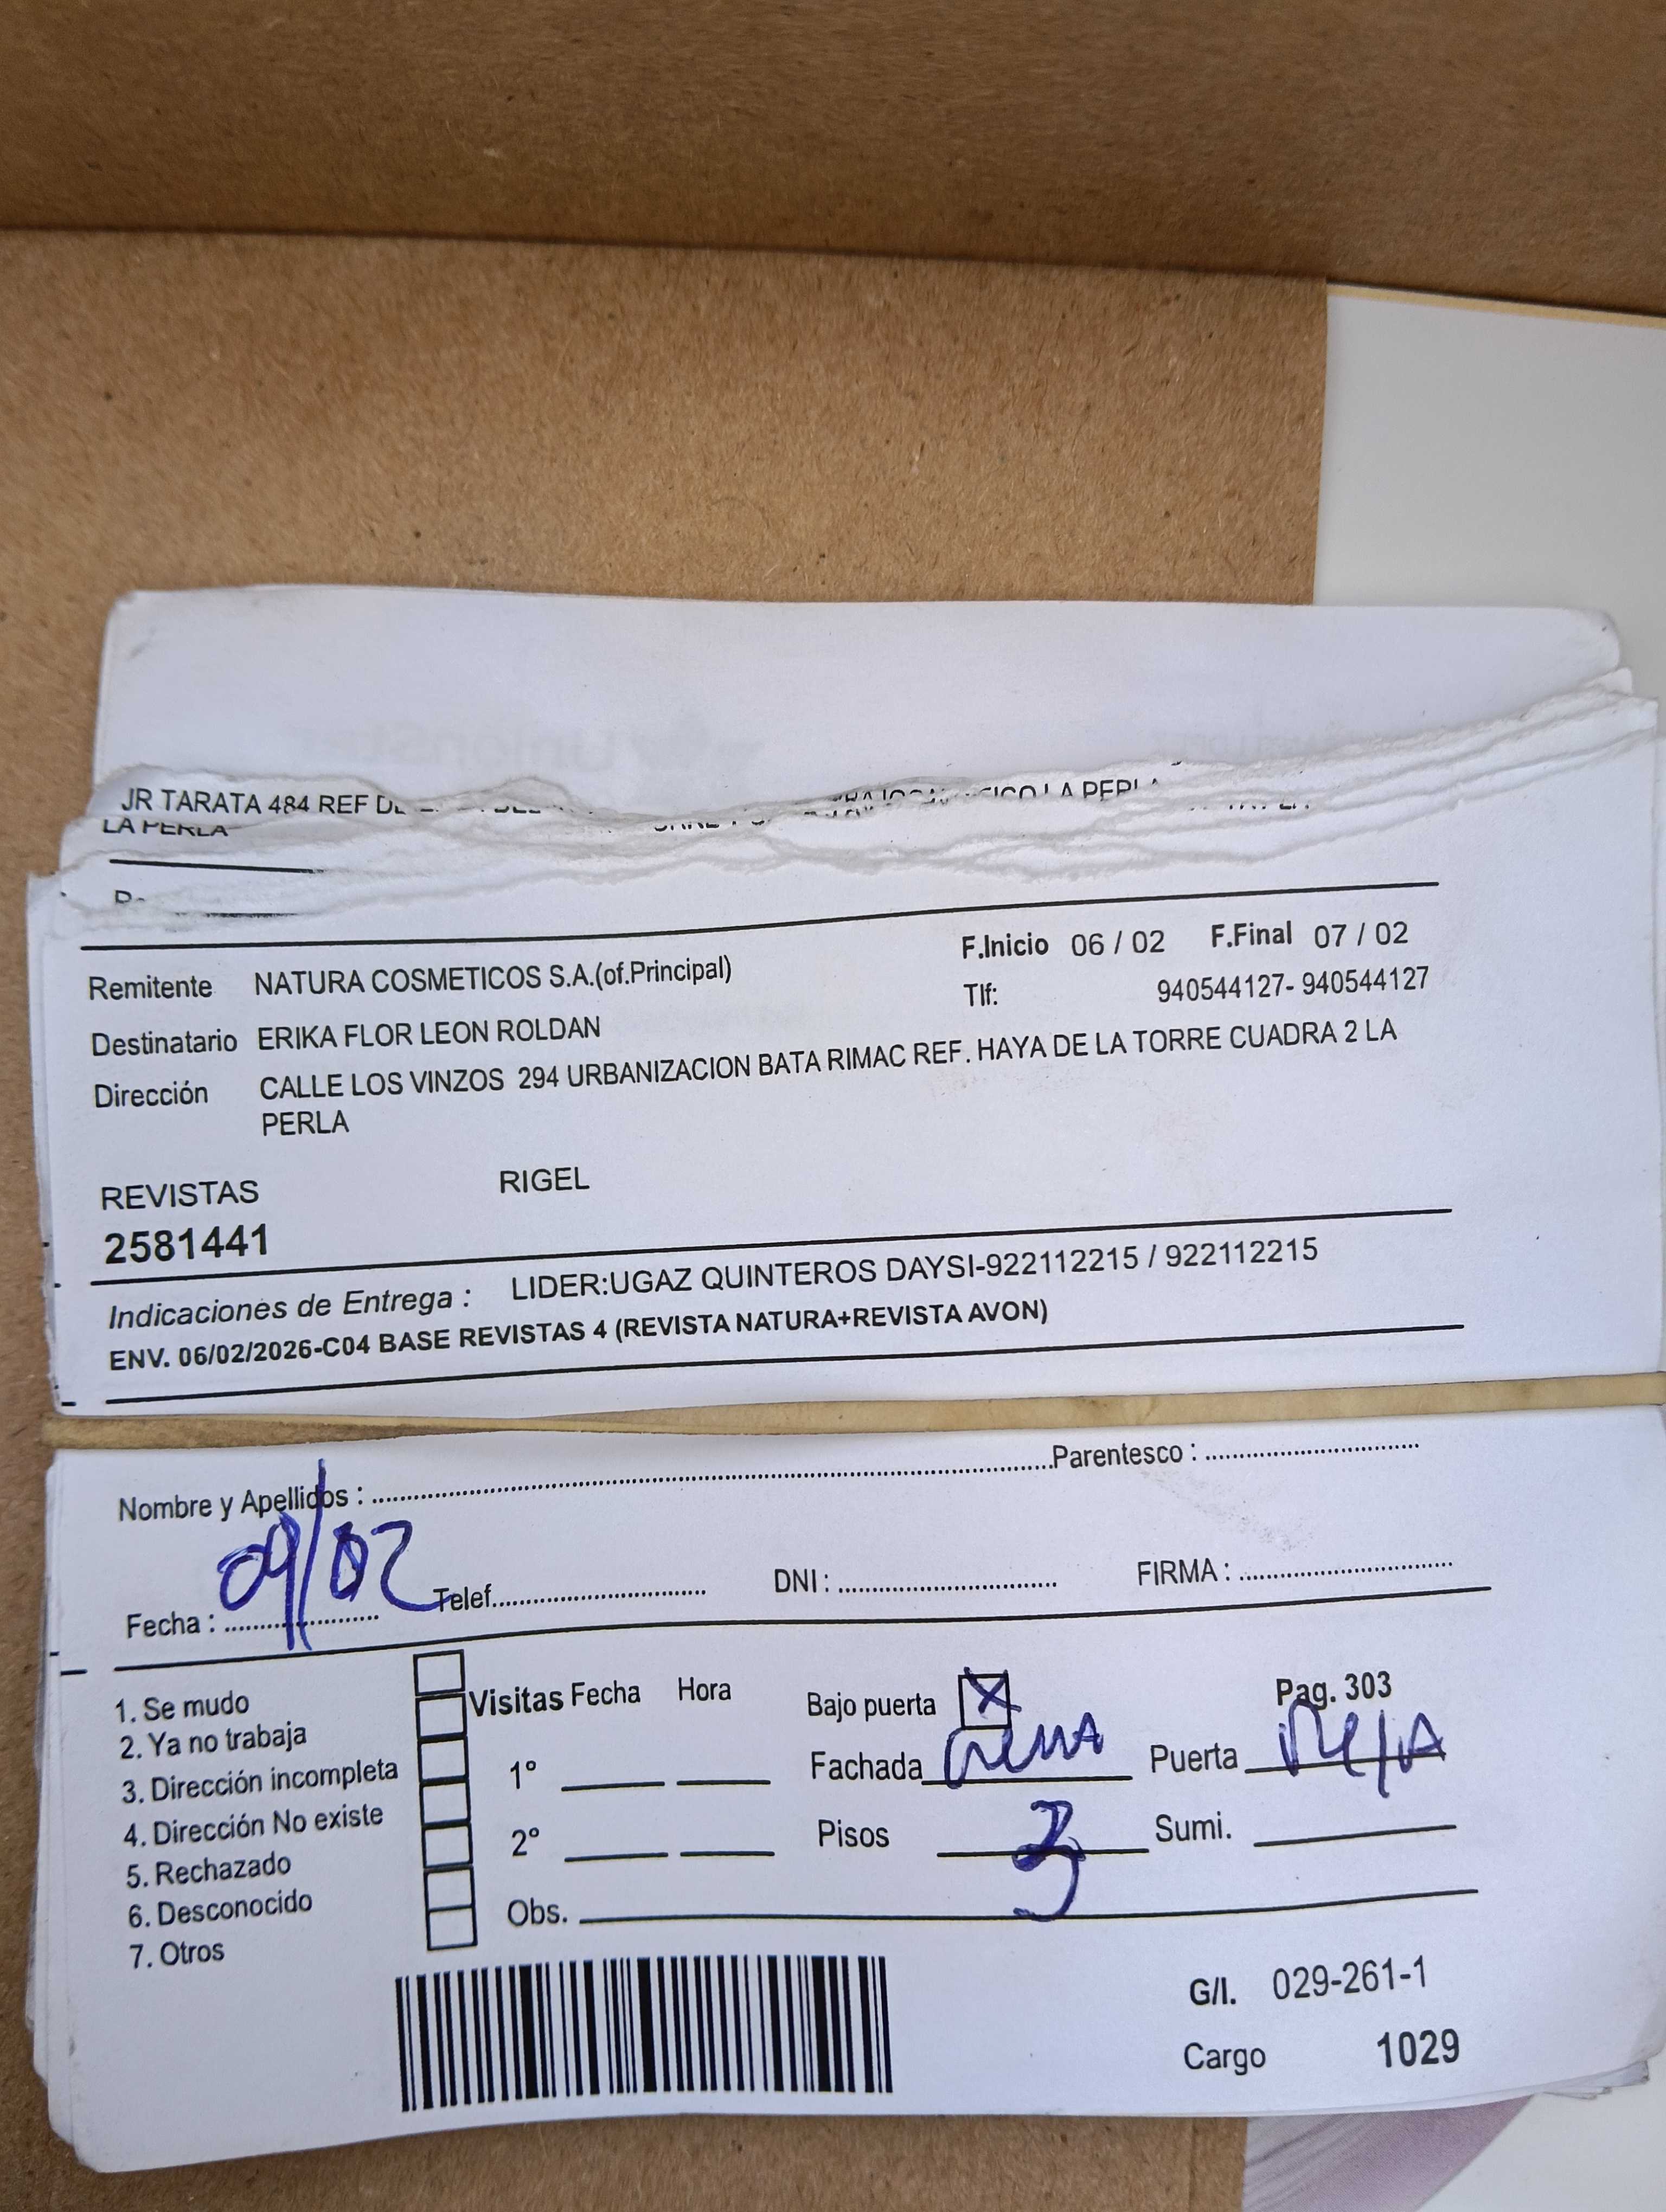 JR TARATA 484 REF
LA PERLA
F.Inicio 06 / 02 F.Final 07 / 02
Remitente NATURA COSMETICOS S.A.(of.Principal)
Tlf: 940544127- 940544127
Destinatario ERIKA FLOR LEON ROLDAN
Dirección CALLE LOS VINZOS 294 URBANIZACION BATA RIMAC REF. HAYA DE LA TORRE CUADRA 2 LA
PERLA
REVISTAS RIGEL
2581441
Indicaciones de Entrega : LIDER:UGAZ QUINTEROS DAYSI-922112215 / 922112215
ENV. 06/02/2026-C04 BASE REVISTAS 4 (REVISTA NATURA+REVISTA AVON)
Nombre y Apellidos : Parentesco :
Fecha : 09/02 Telef. DNI : FIRMA :
1. Se mudo
2. Ya no trabaja
3. Dirección incompleta
4. Dirección No existe
5. Rechazado
6. Desconocido
7. Otros
Visitas Fecha Hora
1°
2°
Obs.
Bajo puerta X Pag. 303
Fachada Puerta
Pisos 3 Sumi.
G/I. 029-261-1
Cargo 1029